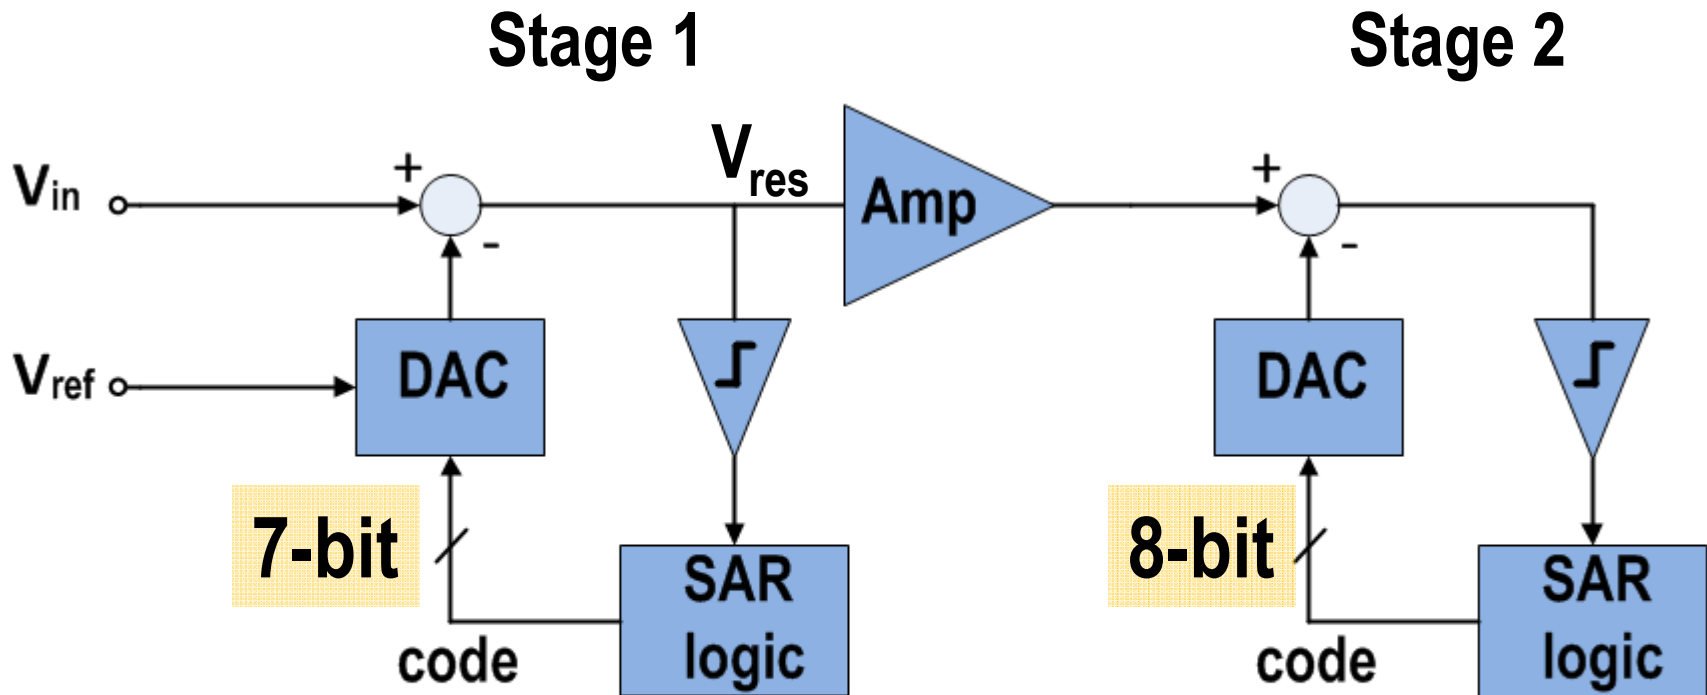 Stage 1
Stage 2
Vin
+
-
Vres
Amp
+
-
Vref
DAC
DAC
7-bit
8-bit
SAR
logic
SAR
logic
code
code